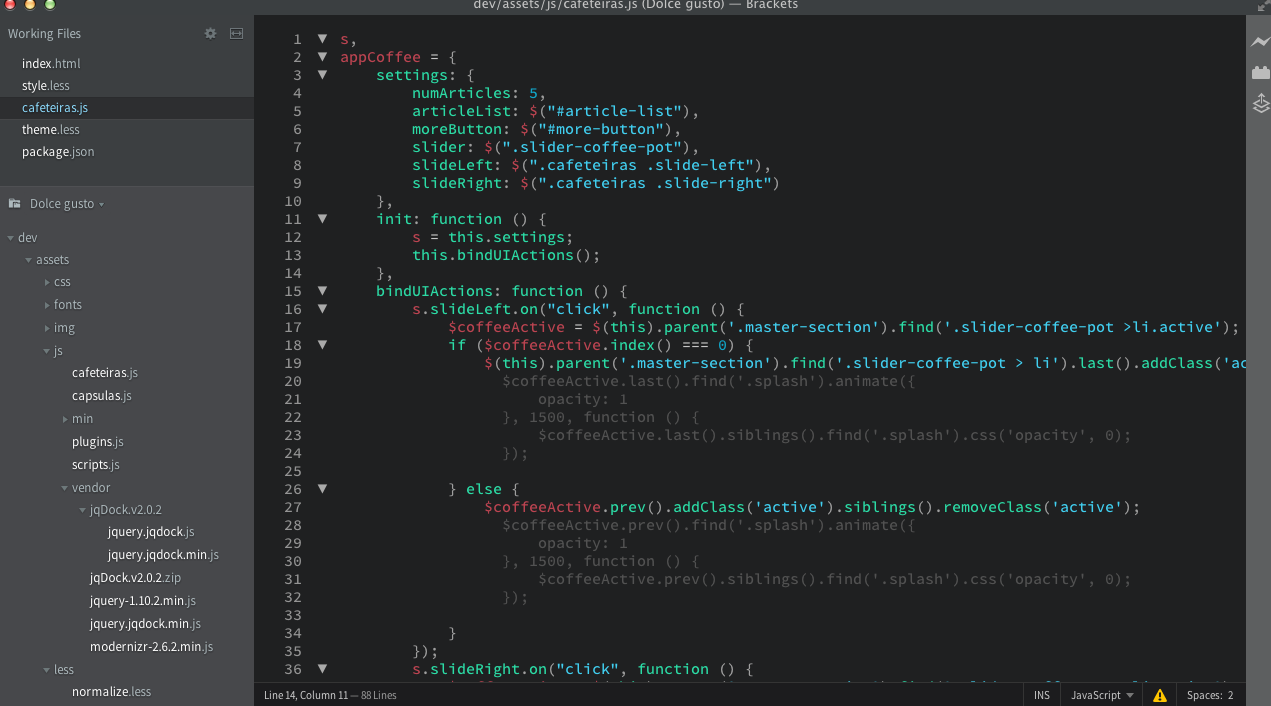 dev/assets/js/cafeteiras.js (Dolce gusto) — Brackets
Working Files
index.html
style.less
cafeteiras.js
theme.less
package.json
Dolce gusto
dev
assets
css
fonts
img
js
cafeteiras.js
capsulas.js
min
plugins.js
scripts.js
vendor
jqDock.v2.0.2
jquery.jqdock.js
jquery.jqdock.min.js
jqDock.v2.0.2.zip
jquery-1.10.2.min.js
jquery.jqdock.min.js
modernizr-2.6.2.min.js
less
normalize.less
1 s,
2 appCoffee = {
3 settings: {
4 numArticles: 5,
5 articleList: $("#article-list"),
6 moreButton: $("#more-button"),
7 slider: $(".slider-coffee-pot"),
8 slideLeft: $(".cafeteiras .slide-left"),
9 slideRight: $(".cafeteiras .slide-right")
10 },
11 init: function () {
12 s = this.settings;
13 this.bindUIActions();
14 },
15 bindUIActions: function () {
16 s.slideLeft.on("click", function () {
17 $coffeeActive = $(this).parent('.master-section').find('.slider-coffee-pot >li.active');
18 if ($coffeeActive.index() === 0) {
19 $(this).parent('.master-section').find('.slider-coffee-pot > li').last().addClass('ac
20 $coffeeActive.last().find('.splash').animate({
21 opacity: 1
22 }, 1500, function () {
23 $coffeeActive.last().siblings().find('.splash').css('opacity', 0);
24 });
25
26 } else {
27 $coffeeActive.prev().addClass('active').siblings().removeClass('active');
28 $coffeeActive.prev().find('.splash').animate({
29 opacity: 1
30 }, 1500, function () {
31 $coffeeActive.prev().siblings().find('.splash').css('opacity', 0);
32 });
33
34 }
35 });
36 s.slideRight.on("click", function () {
Line 14, Column 11 — 88 Lines
INS
JavaScript
Spaces: 2